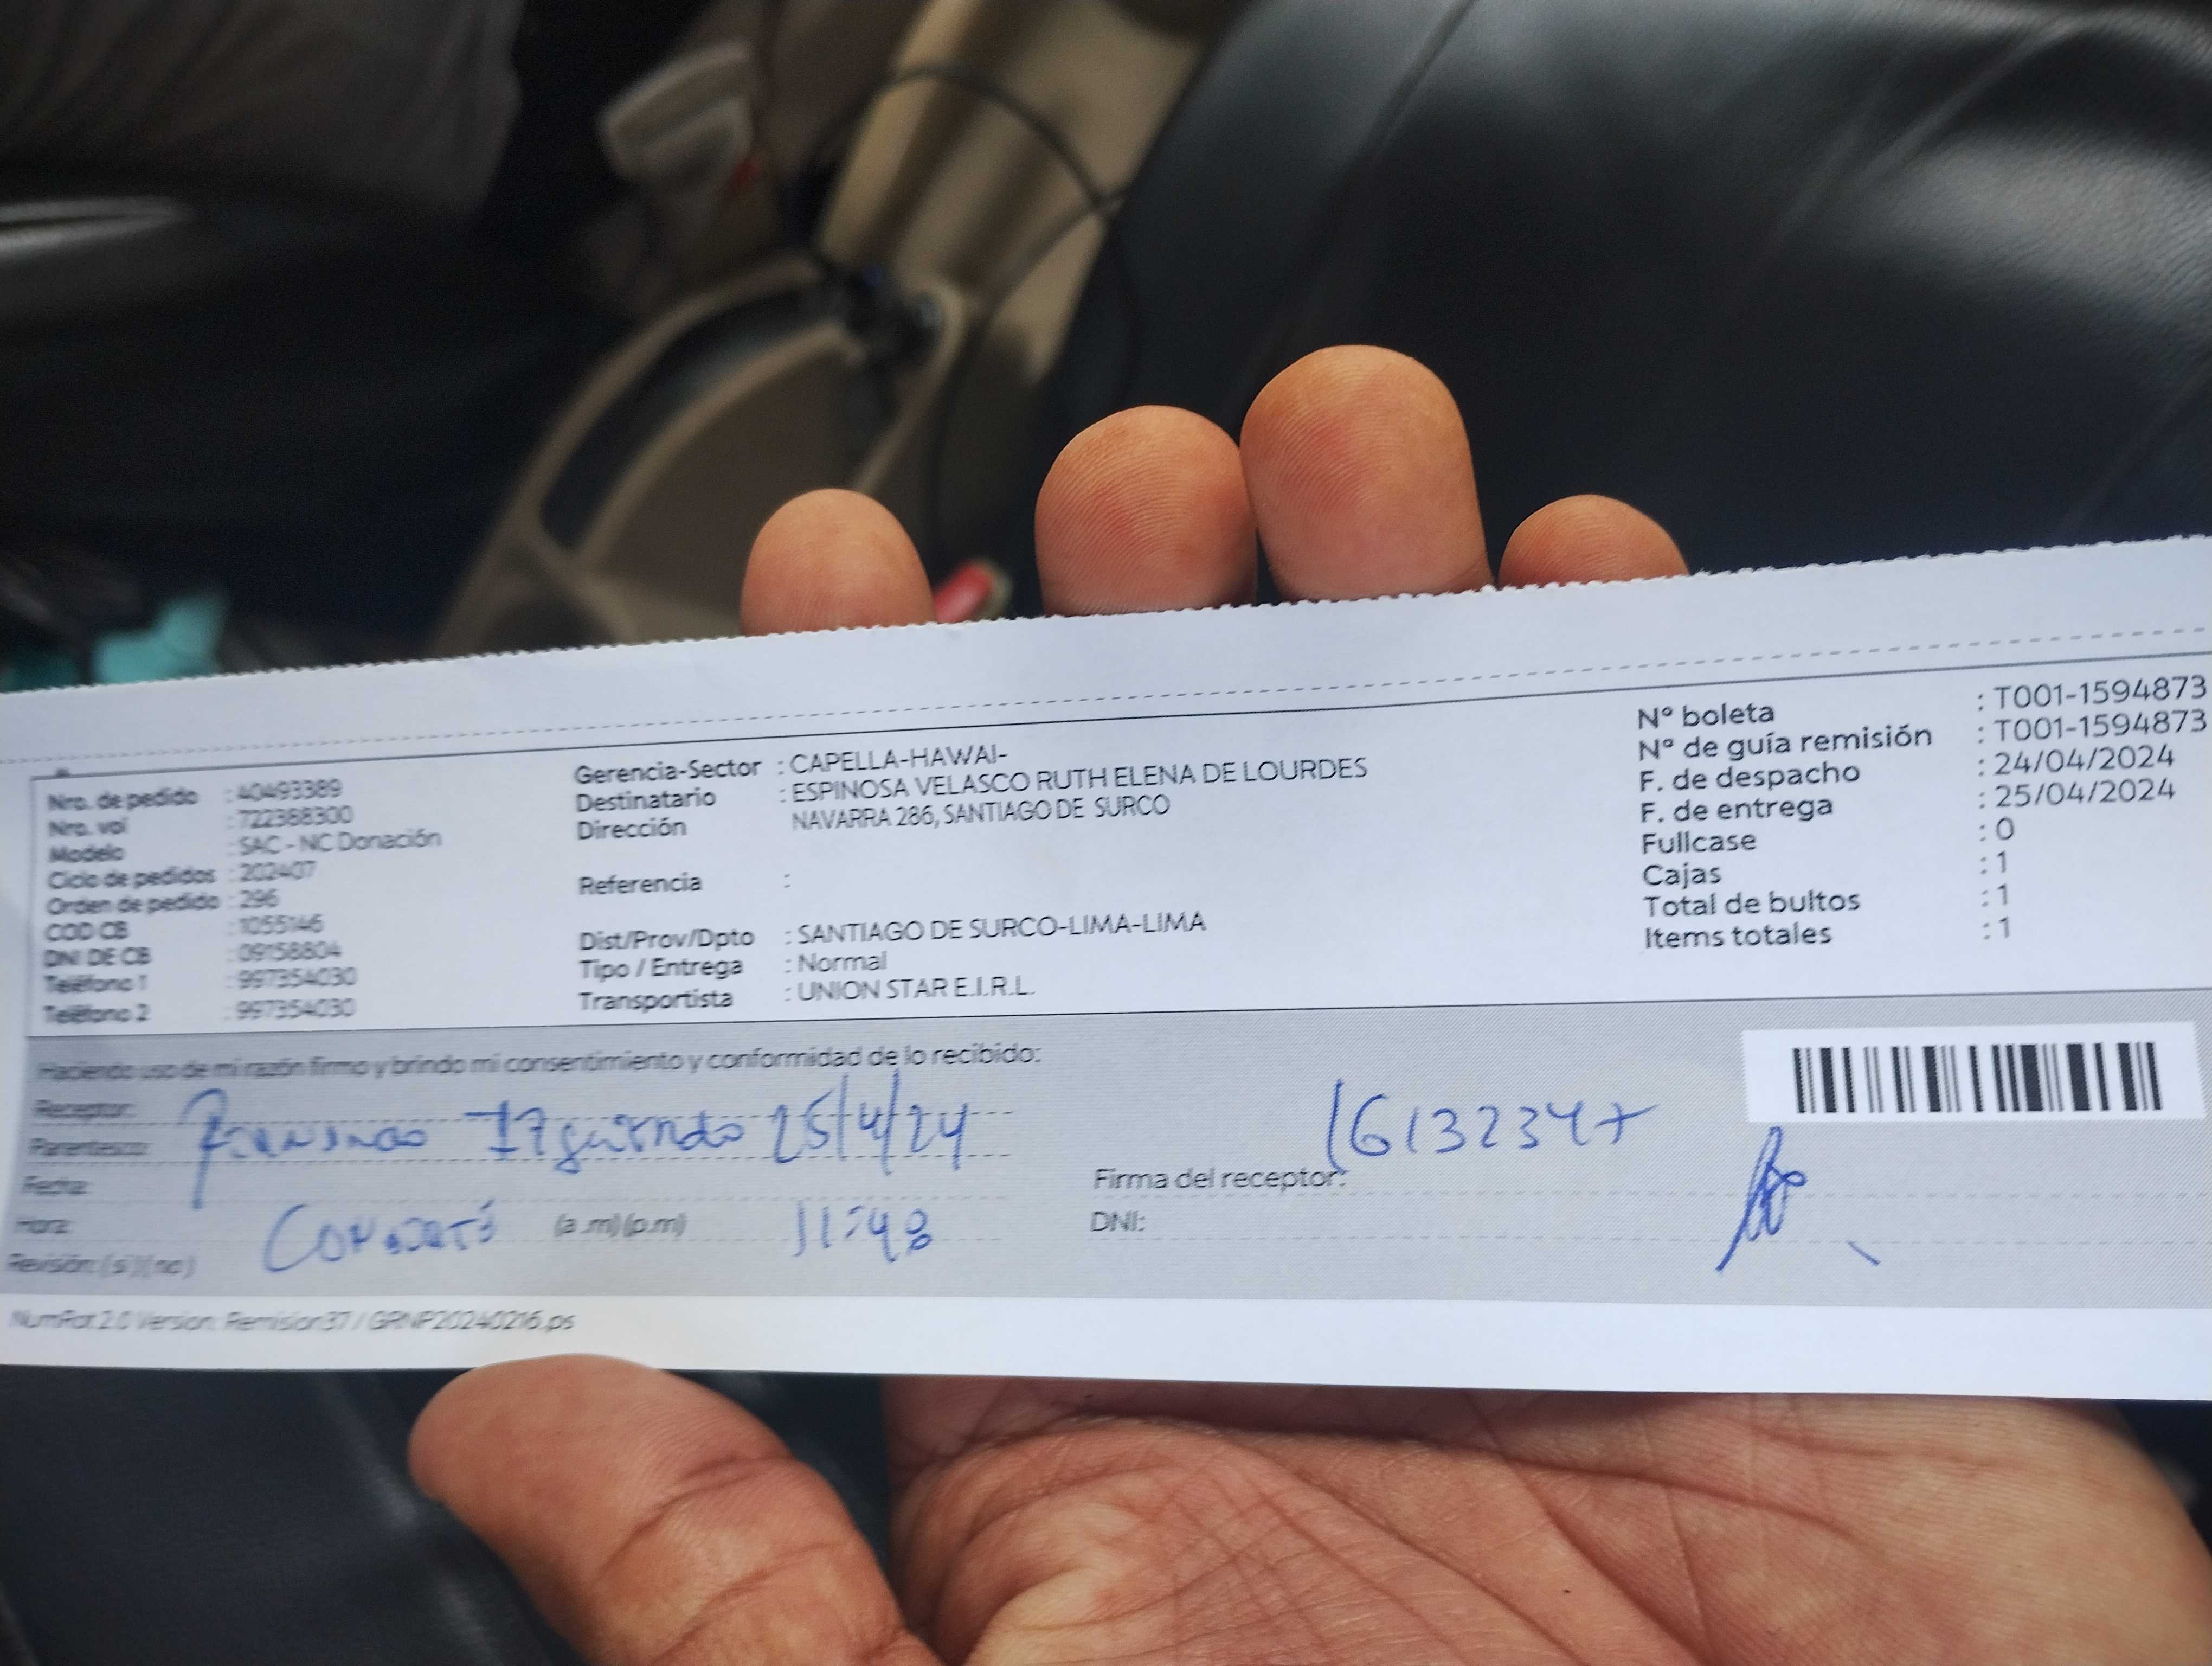 Nro. de pedido : 40493389
Nro. vol : 722388300
Modelo : SAC - NC Donación
Ciclo de pedidos : 202407
Orden de pedido : 296
COD CB : 1055146
DNI DE CB : 09158804
Teléfono 1 : 997354030
Teléfono 2 : 997354030
Gerencia-Sector : CAPELLA-HAWAI-
Destinatario : ESPINOSA VELASCO RUTH ELENA DE LOURDES
Dirección NAVARRA 286, SANTIAGO DE SURCO
Referencia :
Dist/Prov/Dpto : SANTIAGO DE SURCO-LIMA-LIMA
Tipo / Entrega : Normal
Transportista : UNION STAR E.I.R.L.
N° boleta : T001-1594873
N° de guía remisión : T001-1594873
F. de despacho : 24/04/2024
F. de entrega : 25/04/2024
Fullcase : 0
Cajas : 1
Total de bultos : 1
Items totales : 1
Haciendo uso de mi razón firmo y brindo mi consentimiento y conformidad de lo recibido:
Receptor:
Parentesco: 25/4/24
Fecha:
Hora: (a.m)(p.m) 11:48
Revisión: (si) (no)
1613234+
Firma del receptor:
DNI:
NumRot 2.0 Version: Remision37 / GRNP20240216.ps